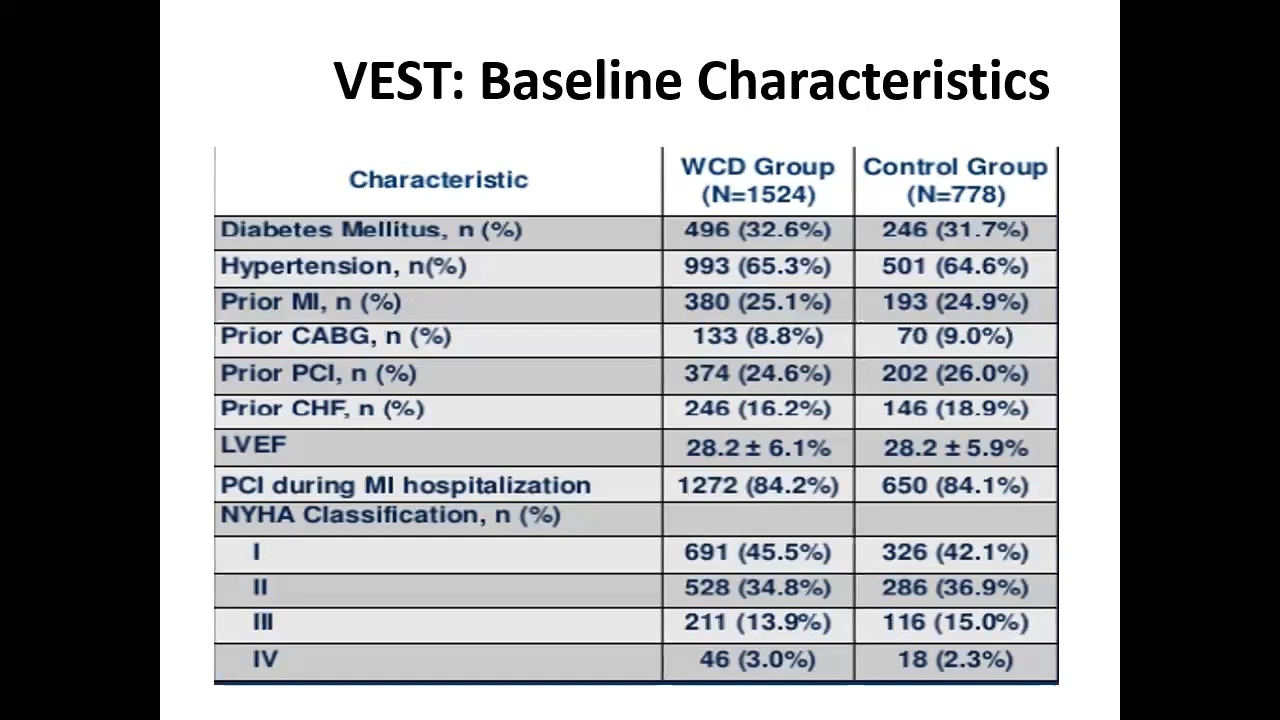 VEST: Baseline Characteristics
Characteristic WCD Group (N=1524) Control Group (N=778)
Diabetes Mellitus, n (%) 496 (32.6%) 246 (31.7%)
Hypertension, n(%) 993 (65.3%) 501 (64.6%)
Prior MI, n (%) 380 (25.1%) 193 (24.9%)
Prior CABG, n (%) 133 (8.8%) 70 (9.0%)
Prior PCI, n (%) 374 (24.6%) 202 (26.0%)
Prior CHF, n (%) 246 (16.2%) 146 (18.9%)
LVEF 28.2 ± 6.1% 28.2 ± 5.9%
PCI during MI hospitalization 1272 (84.2%) 650 (84.1%)
NYHA Classification, n (%)
I 691 (45.5%) 326 (42.1%)
II 528 (34.8%) 286 (36.9%)
III 211 (13.9%) 116 (15.0%)
IV 46 (3.0%) 18 (2.3%)